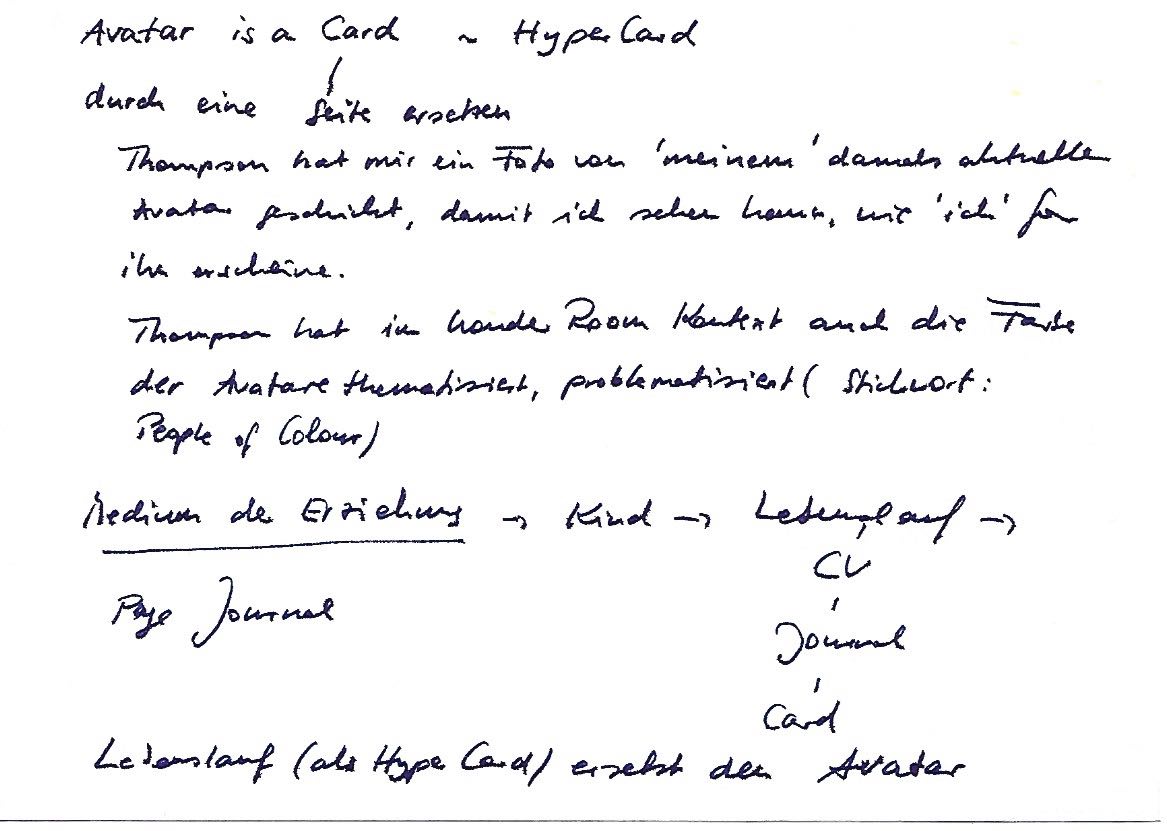 Avatar is a Card ~ HyperCard
durch eine Seite ersetzen
Thompson hat mir ein Foto von 'meinem' damals aktuellen
Avatar geschickt, damit ich sehen kann, wie 'ich' für
ihn erscheine.
Thompson hat im Room Kontext auch die Farbe
der Avatare thematisiert, problematisiert (Stichwort:
People of Colour)
Medium der Erziehung → Kind → Lebenslauf →
CV
Page Journal
Journal
Card
Lebenslauf (als HyperCard) ersetzt den Avatar